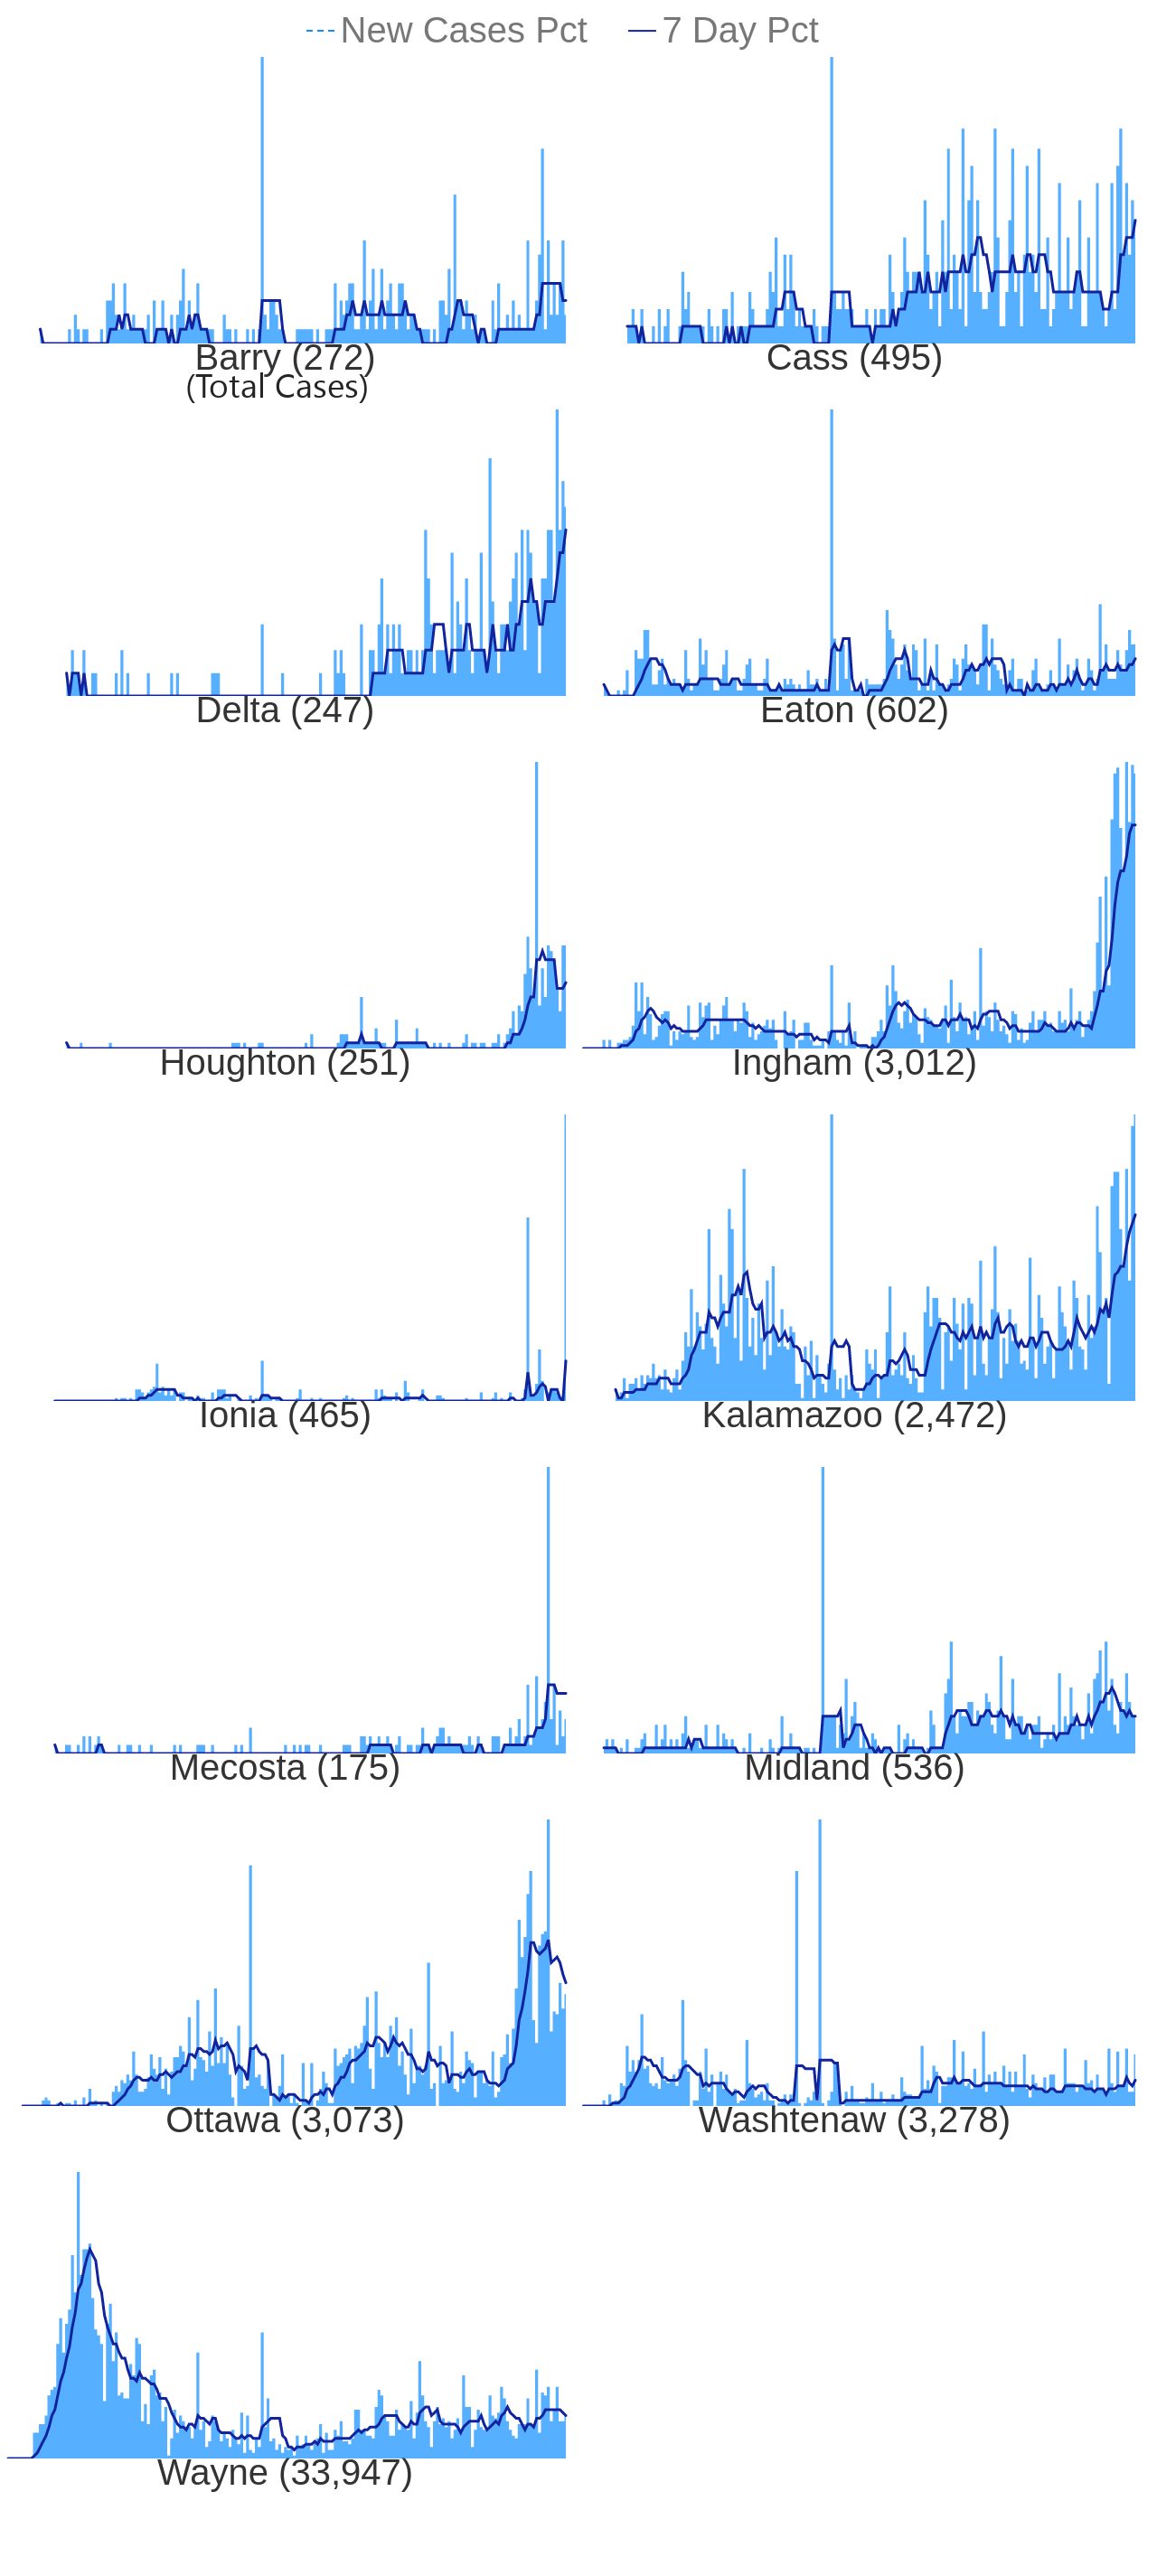 New Cases Pct 7 Day Pct
Barry (272) Cass (495)
(Total Cases)
Delta (247) Eaton (602)
Houghton (251) Ingham (3,012)
Ionia (465) Kalamazoo (2,472)
Mecosta (175) Midland (536)
Ottawa (3,073) Washtenaw (3,278)
Wayne (33,947)